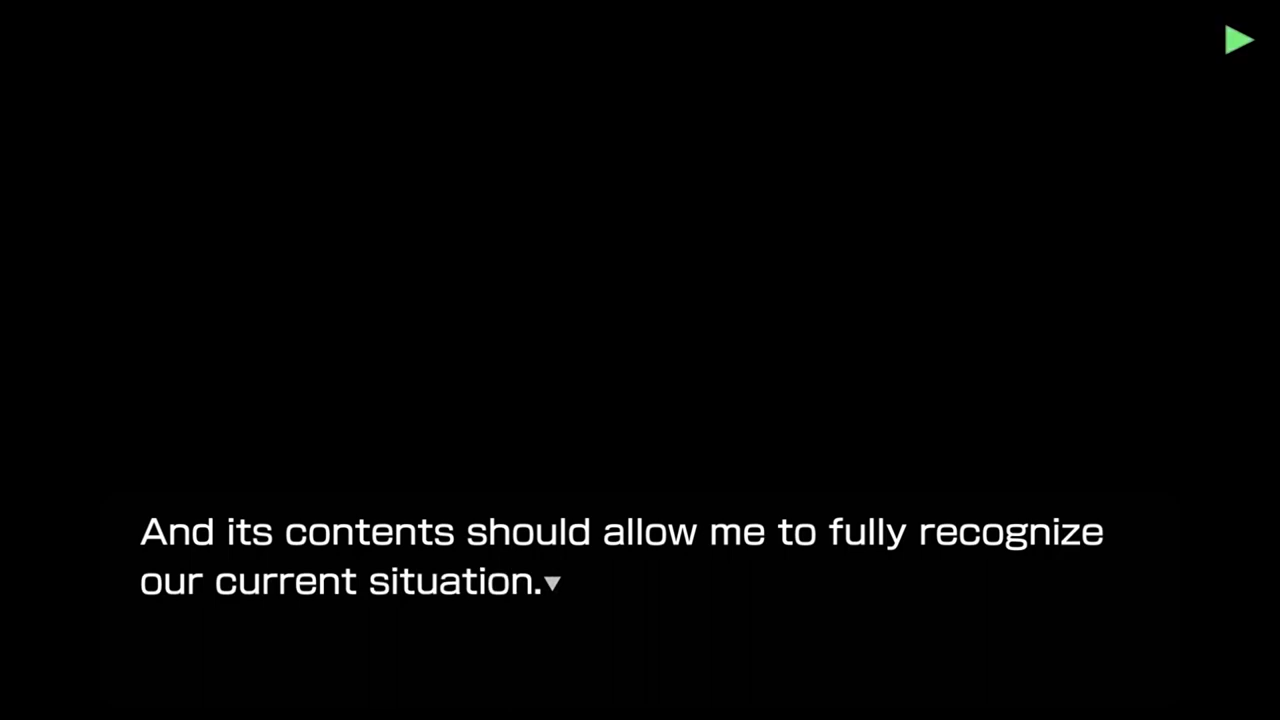 And its contents should allow me to fully recognize
our current situation.